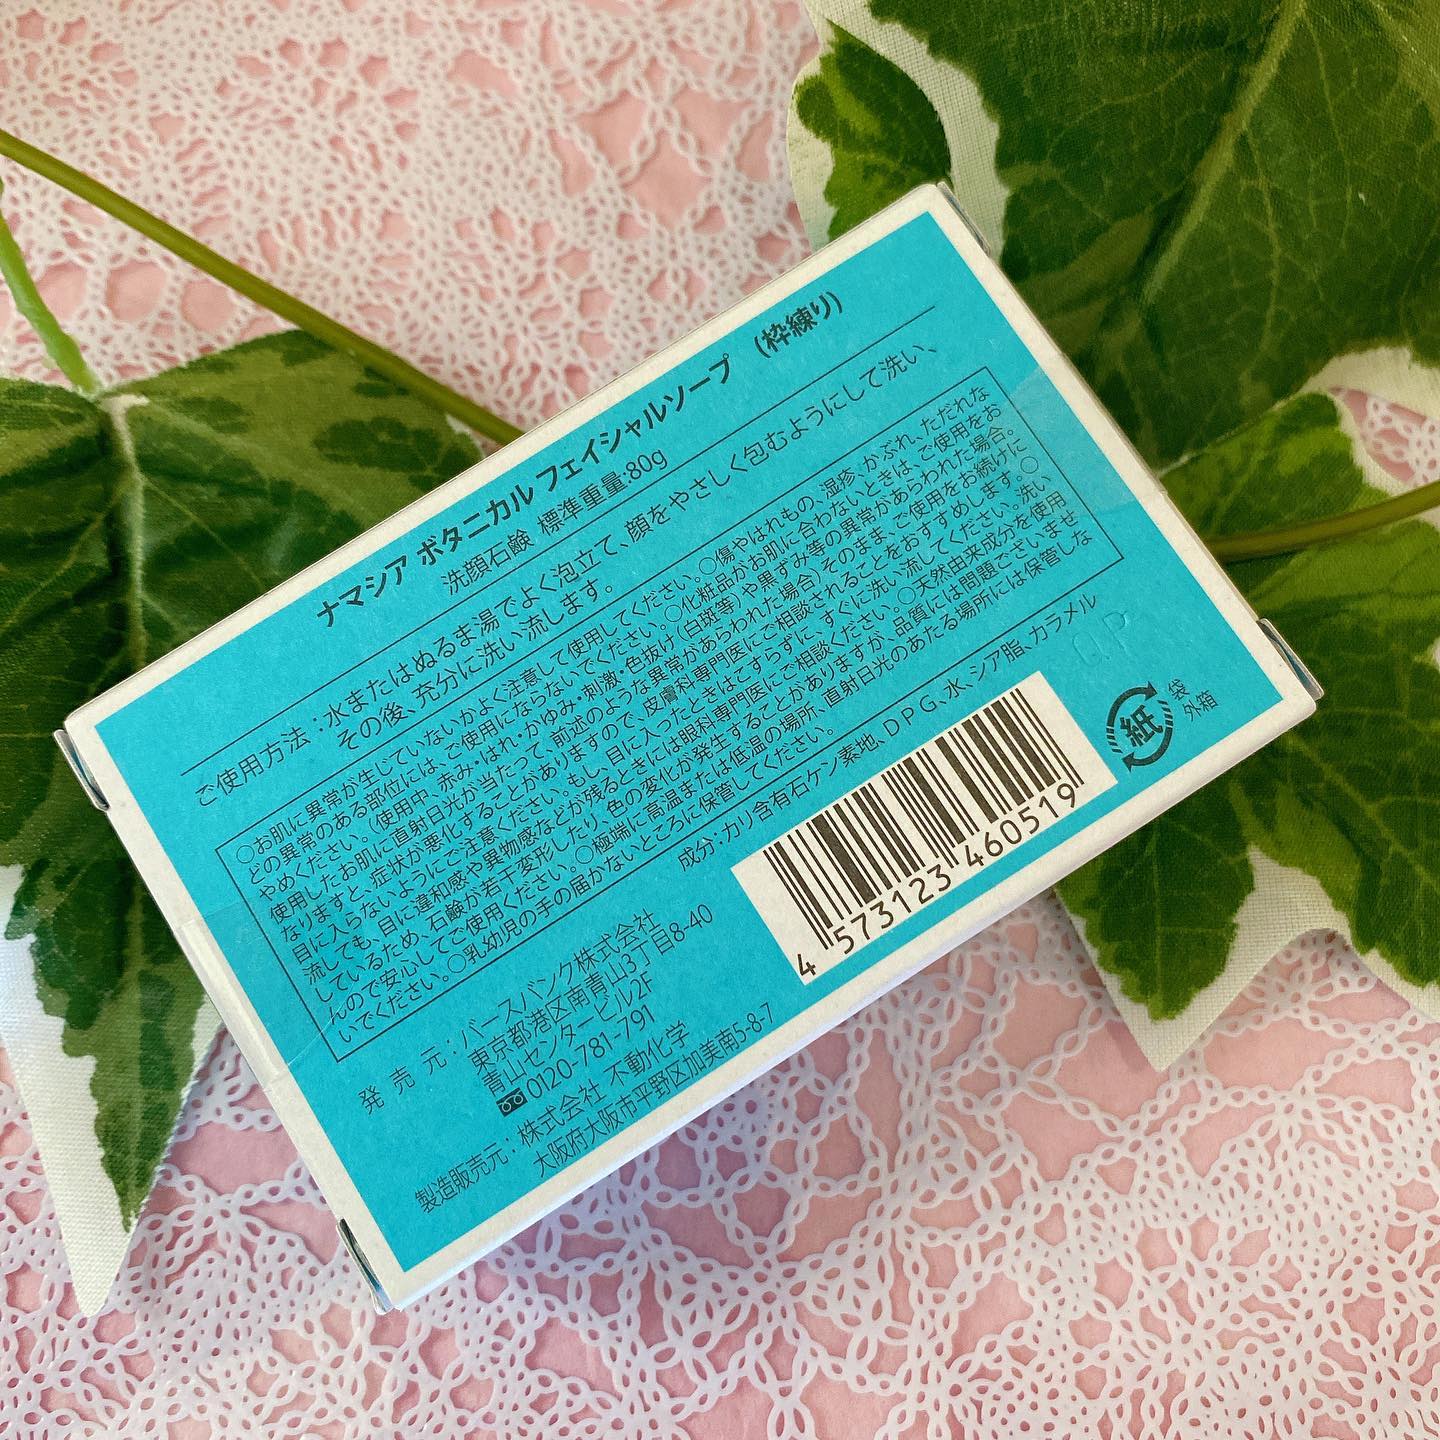 ナマシア ボタニカル フェイシャルソープ (枠練り)
洗顔石鹸 標準重量:80g
ご使用方法：水またはぬるま湯でよく泡立て、顔をやさしく包むようにして洗い、
その後、充分に洗い流します。
○お肌に異常が生じていないかよく注意して使用してください。○傷やはれもの、湿疹、かぶれ、ただれな
どの異常のある部位には、ご使用にならないでください。○化粧品がお肌に合わないときは、ご使用をお
やめください。(使用中、赤み・はれ・かゆみ・刺激・色抜け(白斑等)や黒ずみ等の異常があらわれた場合。
使用したお肌に直射日光が当たって、前述のような異常があらわれた場合)そのまま、ご使用をお続けに
なりますと、症状が悪化することがありますので、皮膚科専門医にご相談されることをおすすめします。○
目に入らないようにご注意ください。もし、目に入ったときはこすらずに、すぐに洗い流してください。洗い
流しても、目に違和感や異物感などが残るときには眼科専門医にご相談ください。○天然由来成分を使用
しているため、石鹸が若干変形したり、色の変化が発生することがありますが、品質には問題ございませ
んので安心してご使用ください。○極端に高温または低温の場所、直射日光のあたる場所には保管しな
いでください。○乳幼児の手の届かないところに保管してください。
成分：カリ含有石ケン素地、DPG、水、シア脂、カラメル
発売元：バースバンク株式会社
東京都港区南青山3丁目8-40
青山センタービル2F
0120-781-791
製造販売元：株式会社 不動化学
大阪府大阪市平野区加美南5-8-7
4 573123 460519
紙
袋
外箱